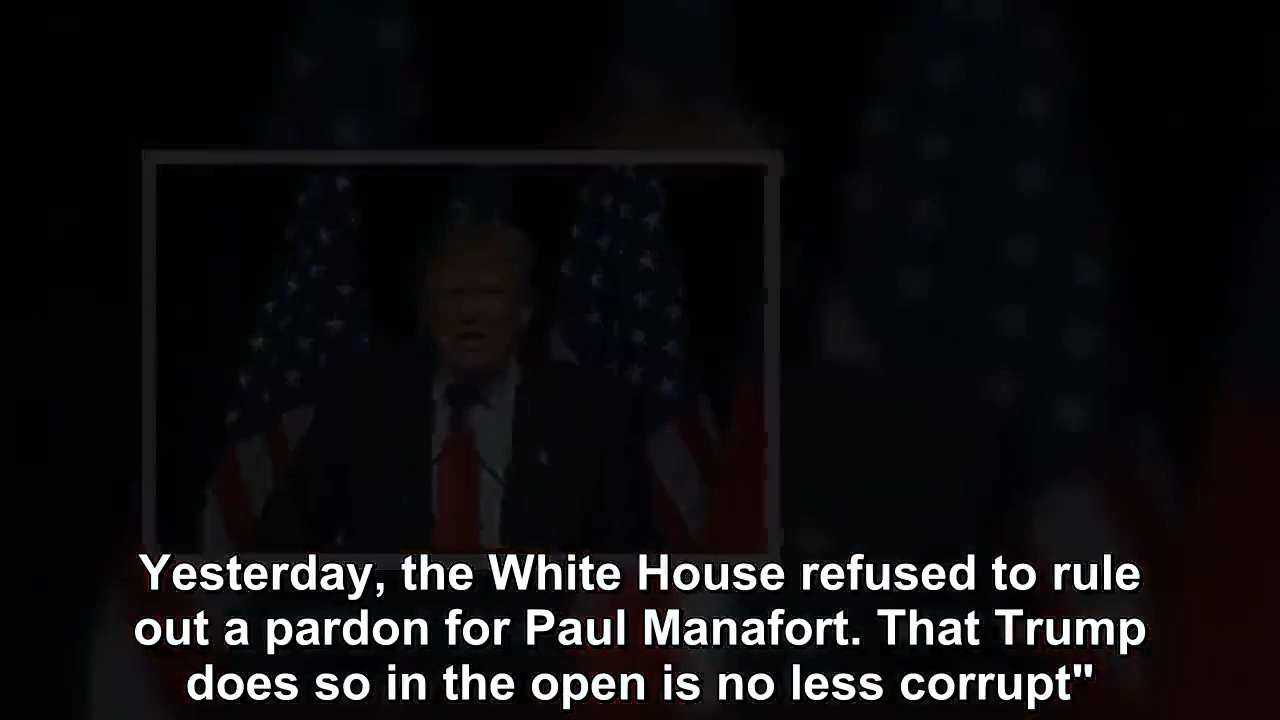 Yesterday, the White House refused to rule
out a pardon for Paul Manafort. That Trump
does so in the open is no less corrupt"